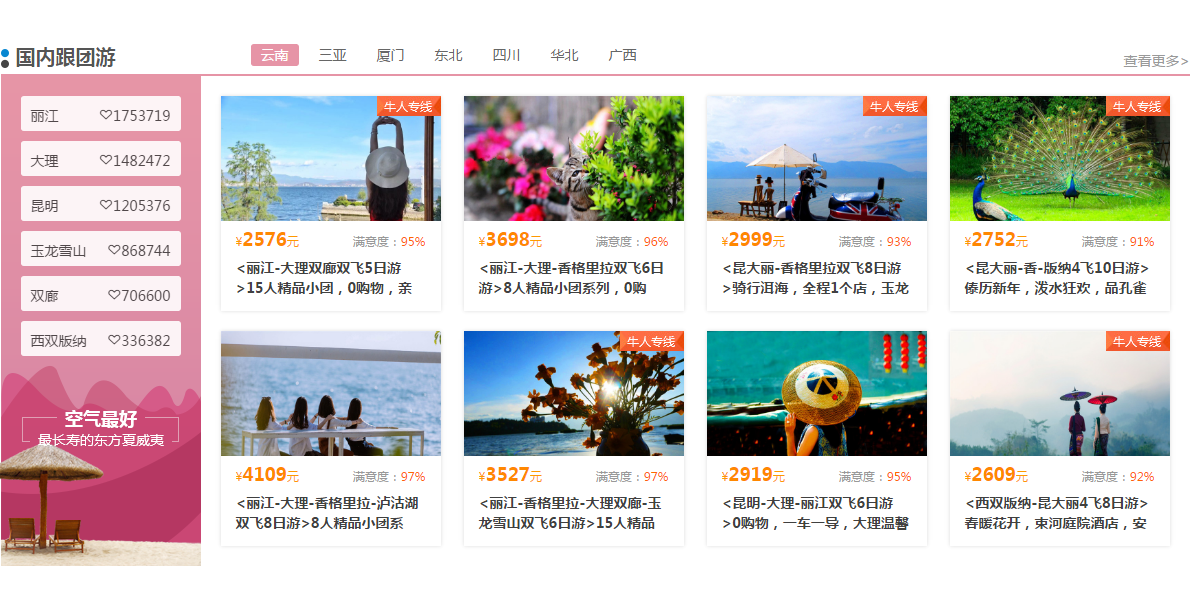 国内跟团游
云南 三亚 厦门 东北 四川 华北 广西
查看更多>
丽江 ♡1753719
大理 ♡1482472
昆明 ♡1205376
玉龙雪山 ♡868744
双廊 ♡706600
西双版纳 ♡336382
空气最好
最长寿的东方夏威夷
牛人专线
¥2576元 满意度：95%
<丽江-大理双廊双飞5日游
>15人精品小团，0购物，亲
¥3698元 满意度：96%
<丽江-大理-香格里拉双飞6日
游>8人精品小团系列，0购
牛人专线
¥2999元 满意度：93%
<昆大丽-香格里拉双飞8日游
>骑行洱海，全程1个店，玉龙
牛人专线
¥2752元 满意度：91%
<昆大丽-香-版纳4飞10日游>
傣历新年，泼水狂欢，品孔雀
¥4109元 满意度：97%
<丽江-大理-香格里拉-泸沽湖
双飞8日游>8人精品小团系
牛人专线
¥3527元 满意度：97%
<丽江-香格里拉-大理双廊-玉
龙雪山双飞6日游>15人精品
¥2919元 满意度：95%
<昆明-大理-丽江双飞6日游
>0购物，一车一导，大理温馨
牛人专线
¥2609元 满意度：92%
<西双版纳-昆大丽4飞8日游>
春暖花开，束河庭院酒店，安